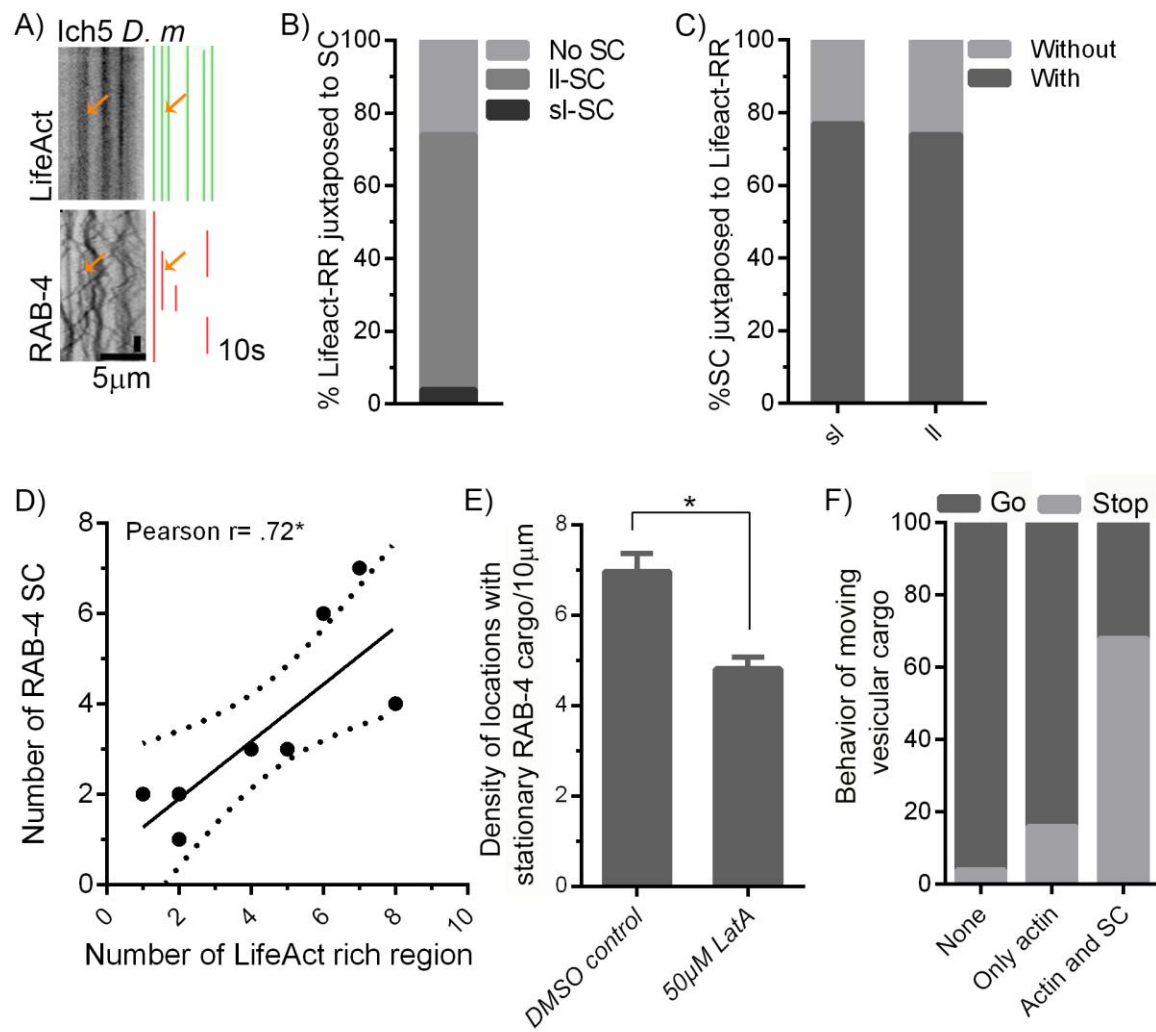 A)
Ich5 D. m
LifeAct
RAB-4
5μm
10s
B)
% Lifeact-RR juxtaposed to SC
100
80
60
40
20
0
No SC
ll-SC
sl-SC
C)
%SC juxtaposed to Lifeact-RR
100
80
60
40
20
0
Without
With
sl
ll
D)
Pearson r= .72*
Number of RAB-4 SC
8
6
4
2
0
0
2
4
6
8
10
Number of LifeAct rich region
E)
Density of locations with
stationary RAB-4 cargo/10μm
8
6
4
2
0
*
DMSO control
50μM LatA
F)
Go
Stop
Behavior of moving
vesicular cargo
100
80
60
40
20
0
None
Only actin
Actin and SC